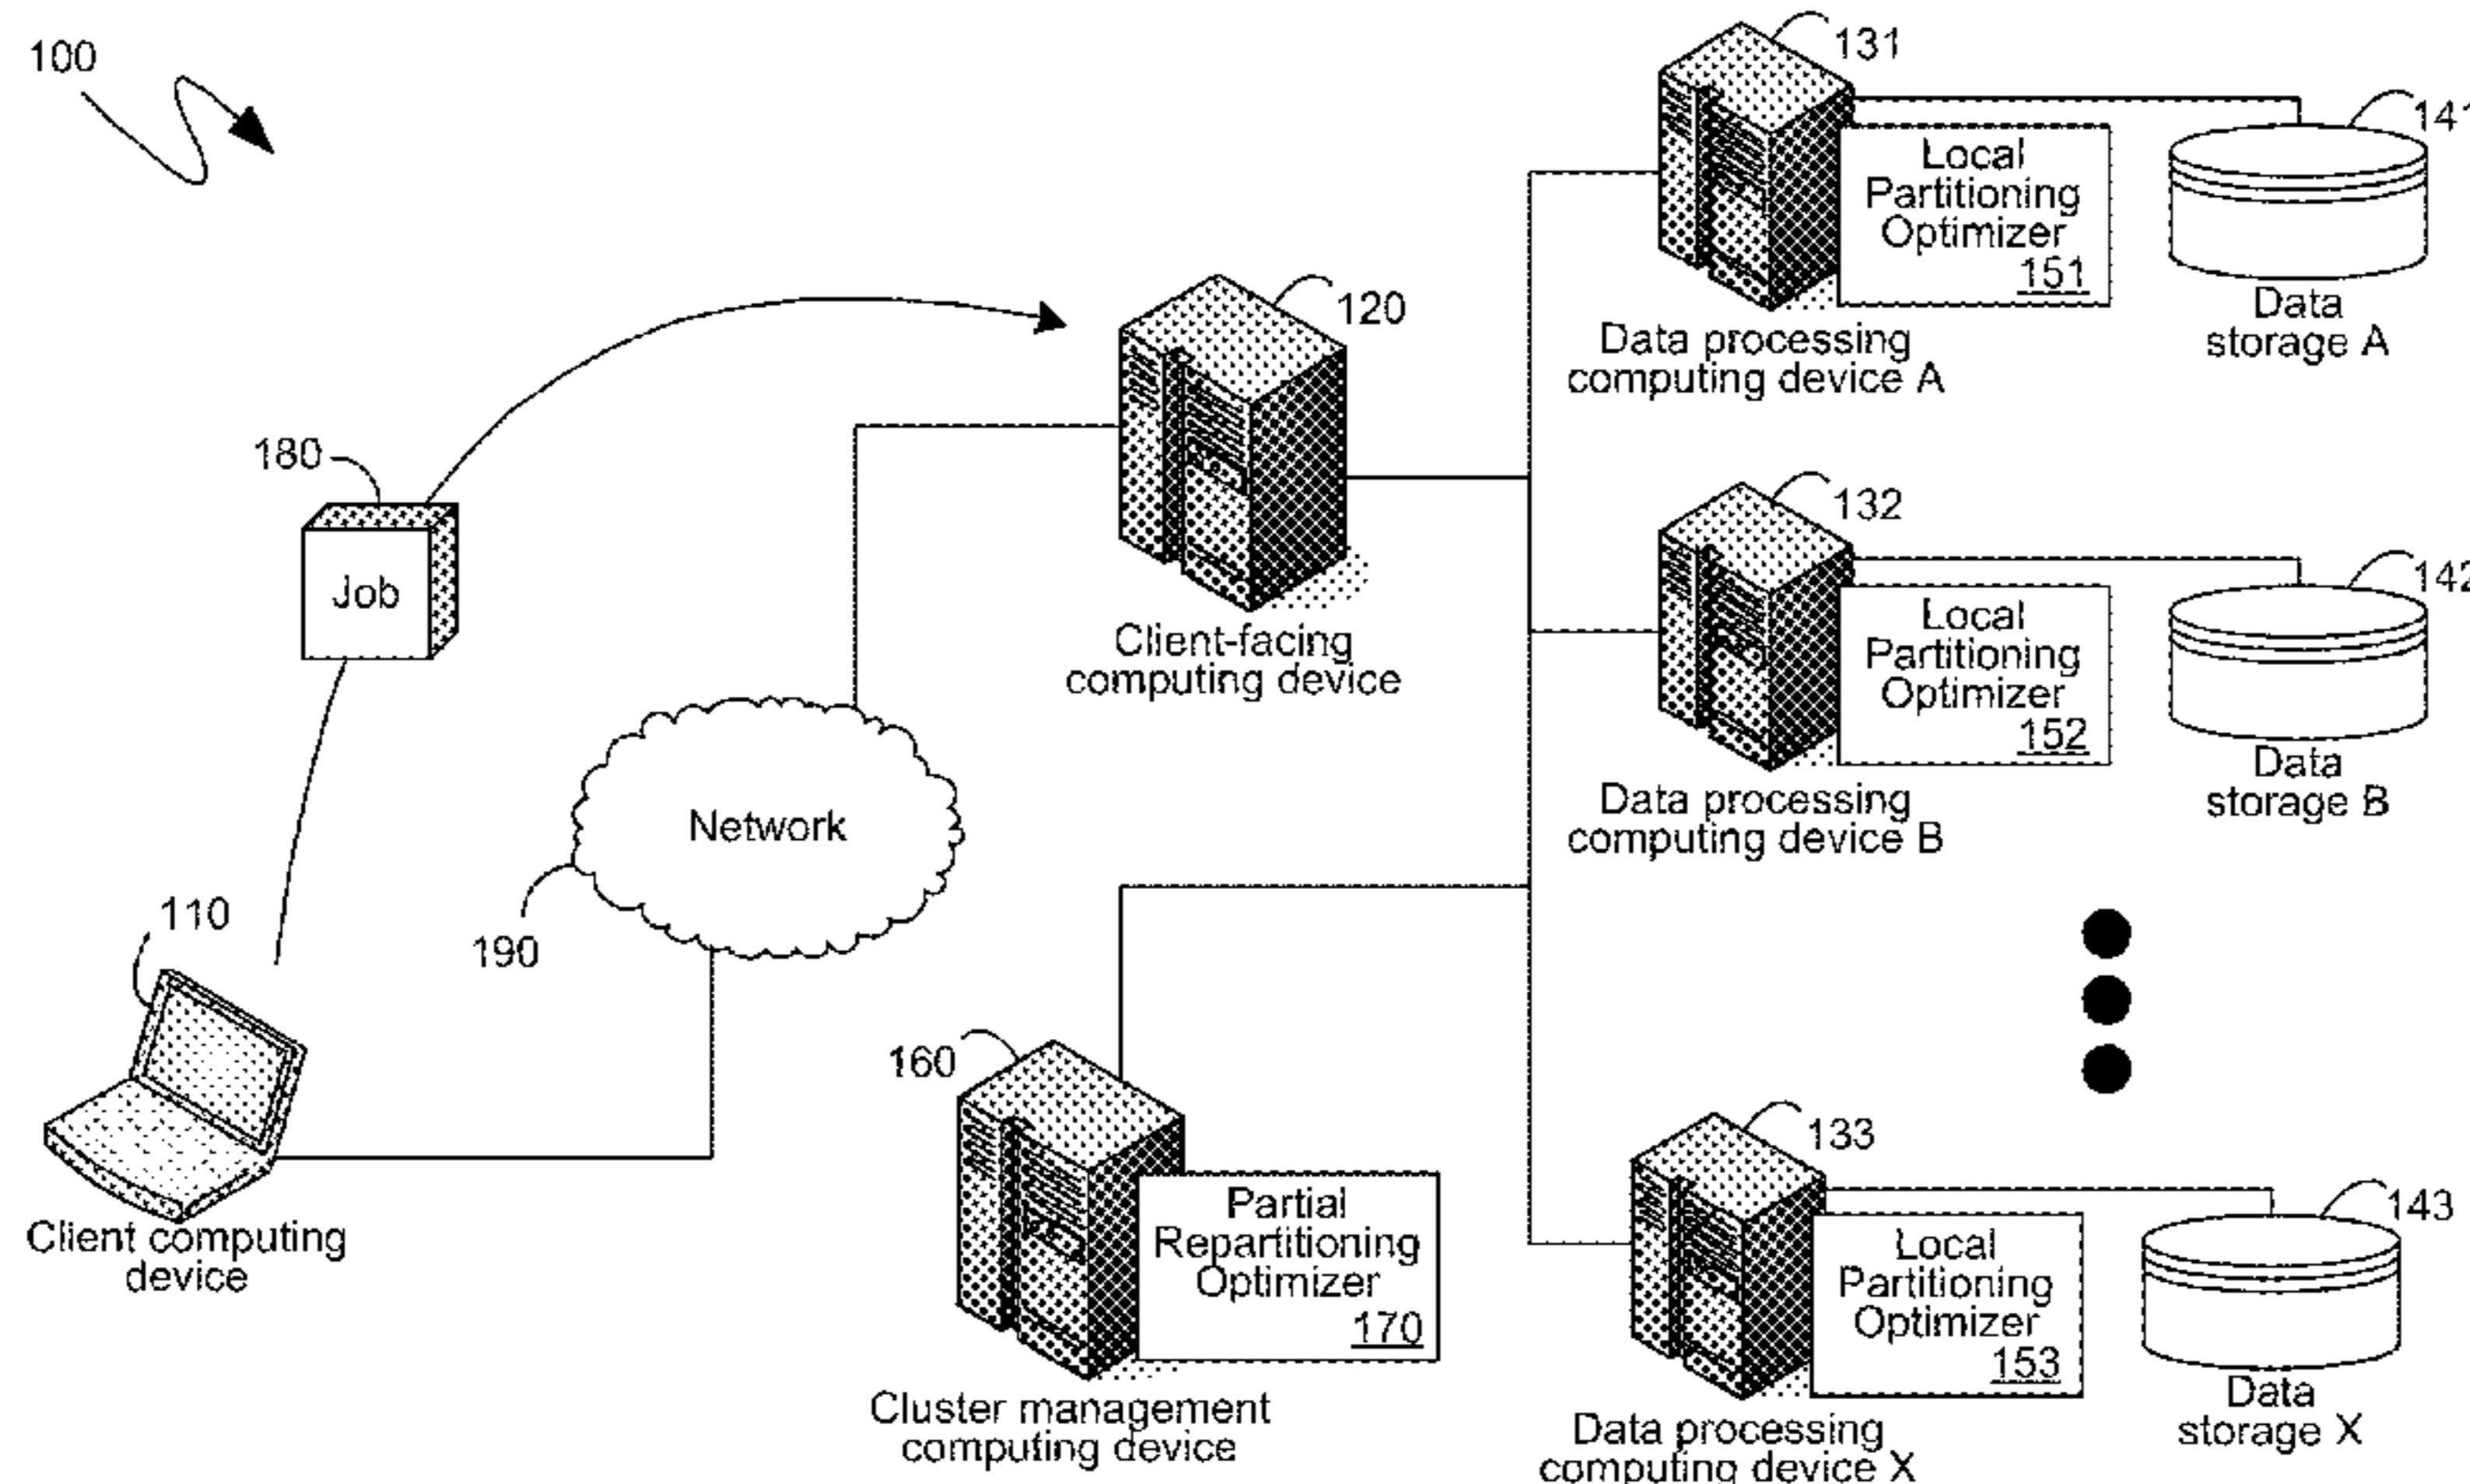 100
131
141
Local
Partitioning
Optimizer
151
Data processing
computing device A
Data
storage A
120
Client-facing
computing device
180
Job
132
142
Local
Partitioning
Optimizer
152
Data processing
computing device B
Data
storage B
Network
190
110
Client computing
device
160
Partial
Repartitioning
Optimizer
170
Cluster management
computing device
133
143
Local
Partitioning
Optimizer
153
Data processing
computing device X
Data
storage X